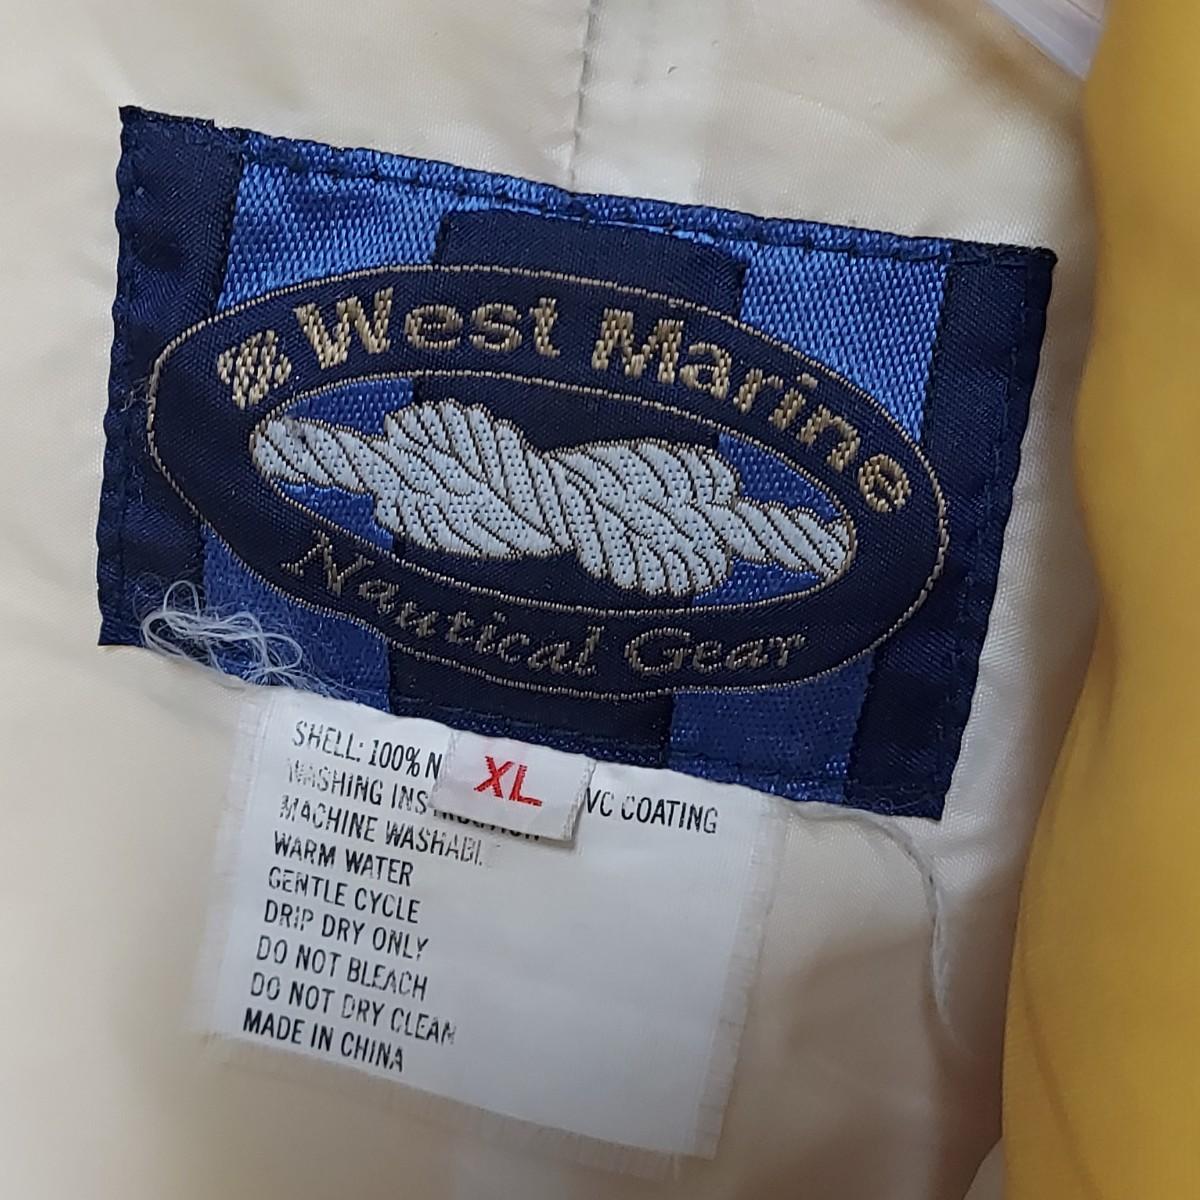 West Marine
Nautical Gear
XL
SHELL: 100% N VC COATING
WASHING INSTRUCTION
MACHINE WASHABL
WARM WATER
GENTLE CYCLE
DRIP DRY ONLY
DO NOT BLEACH
DO NOT DRY CLEAN
MADE IN CHINA